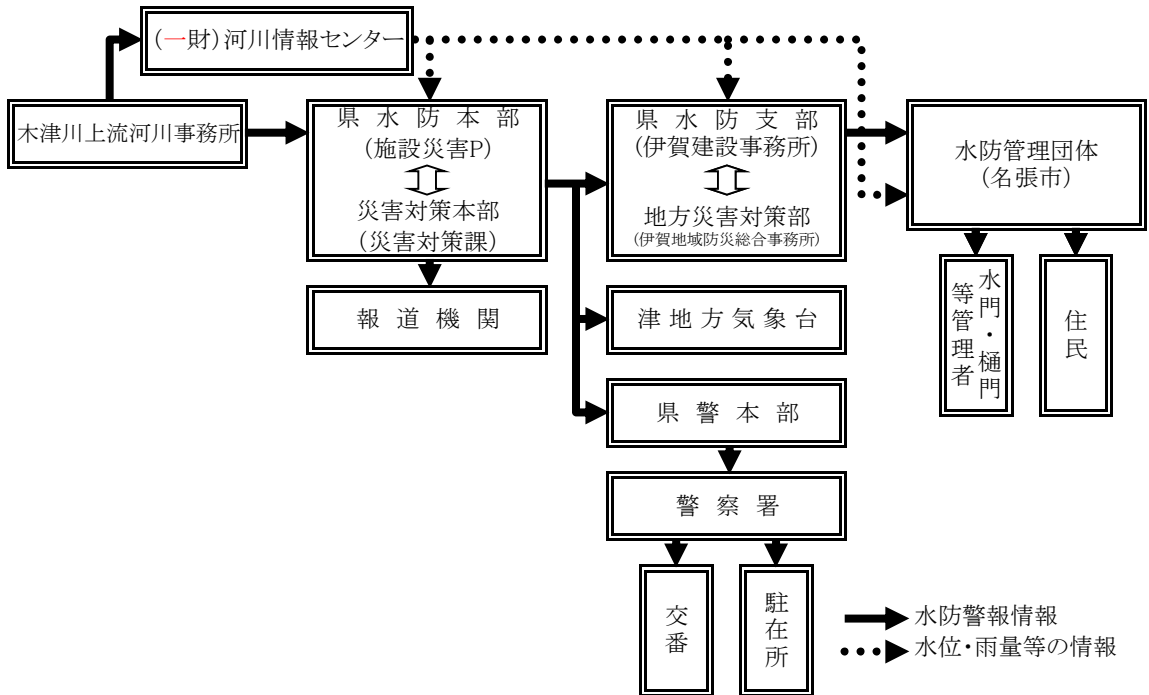 (一財)河川情報センター
木津川上流河川事務所
県水防本部
(施設災害P)
災害対策本部
(災害対策課)
県水防支部
(伊賀建設事務所)
地方災害対策部
(伊賀地域防災総合事務所)
水防管理団体
(名張市)
報道機関
津地方気象台
水門・樋門
等管理者
住民
県警本部
警察署
交番
駐在所
水防警報情報
水位・雨量等の情報